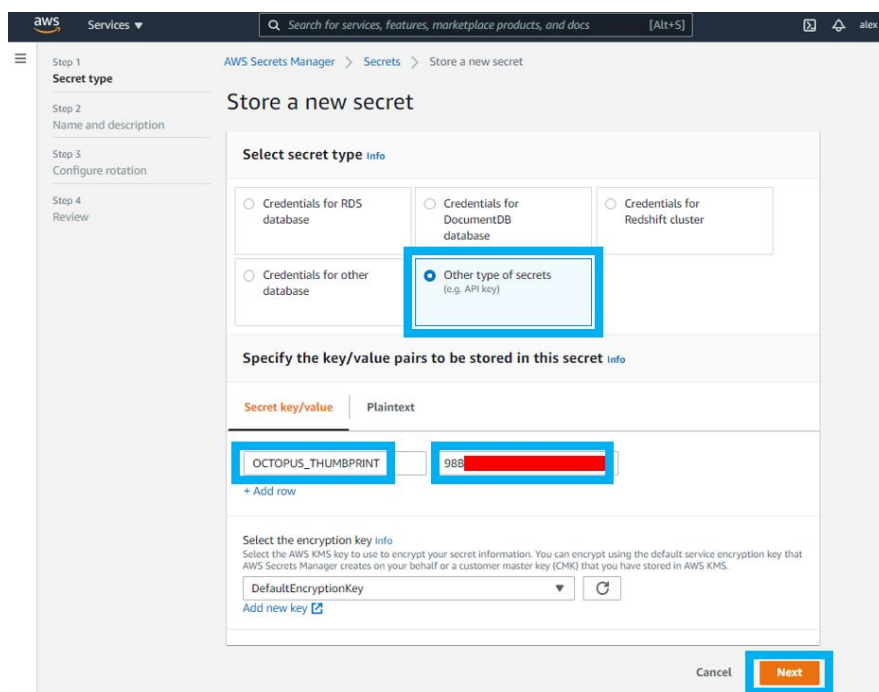 aws Services ▼ Search for services, features, marketplace products, and docs [Alt+S] alex
Step 1
Secret type
Step 2
Name and description
Step 3
Configure rotation
Step 4
Review
AWS Secrets Manager > Secrets > Store a new secret
Store a new secret
Select secret type Info
Credentials for RDS
database
Credentials for
DocumentDB
database
Credentials for
Redshift cluster
Credentials for other
database
Other type of secrets
(e.g. API key)
Specify the key/value pairs to be stored in this secret Info
Secret key/value Plaintext
OCTOPUS_THUMBPRINT 98B
+ Add row
Select the encryption key Info
Select the AWS KMS key to use to encrypt your secret information. You can encrypt using the default service encryption key that
AWS Secrets Manager creates on your behalf or a customer master key (CMK) that you have stored in AWS KMS.
DefaultEncryptionKey
Add new key
Cancel Next